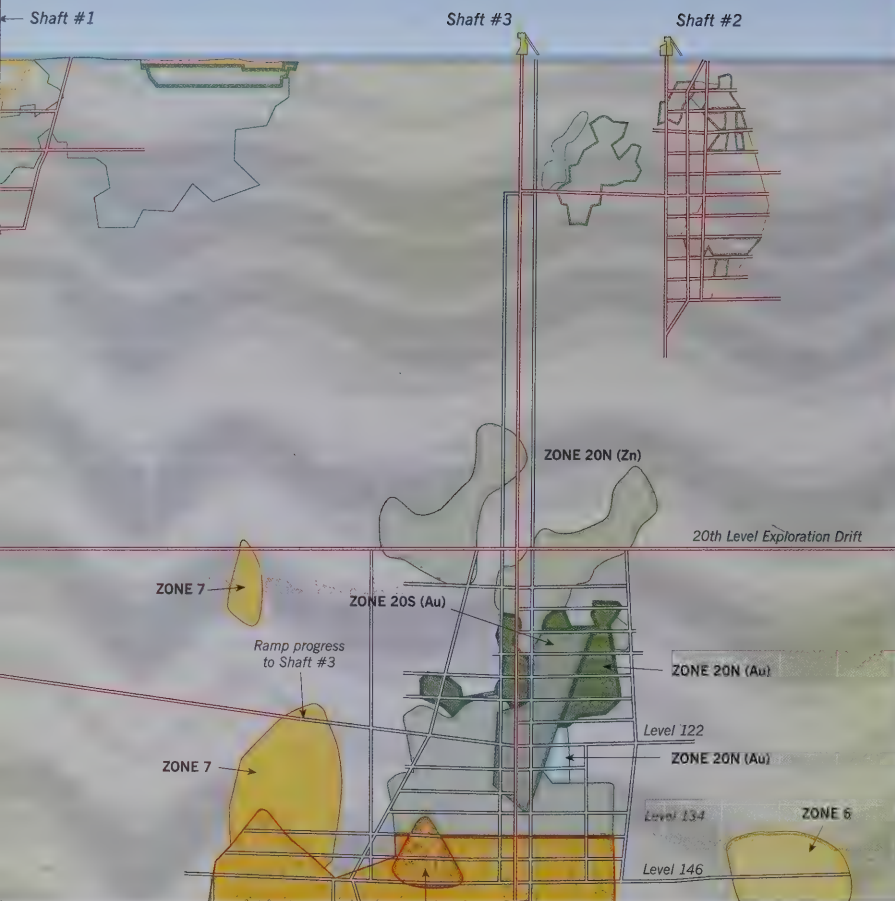 Shaft #1
Shaft #3
Shaft #2
ZONE 20N (Zn)
20th Level Exploration Drift
ZONE 7
ZONE 20S (Au)
Ramp progress
to Shaft #3
ZONE 20N (Au)
Level 122
ZONE 7
ZONE 20N (Au)
Level 134
ZONE 6
Level 146